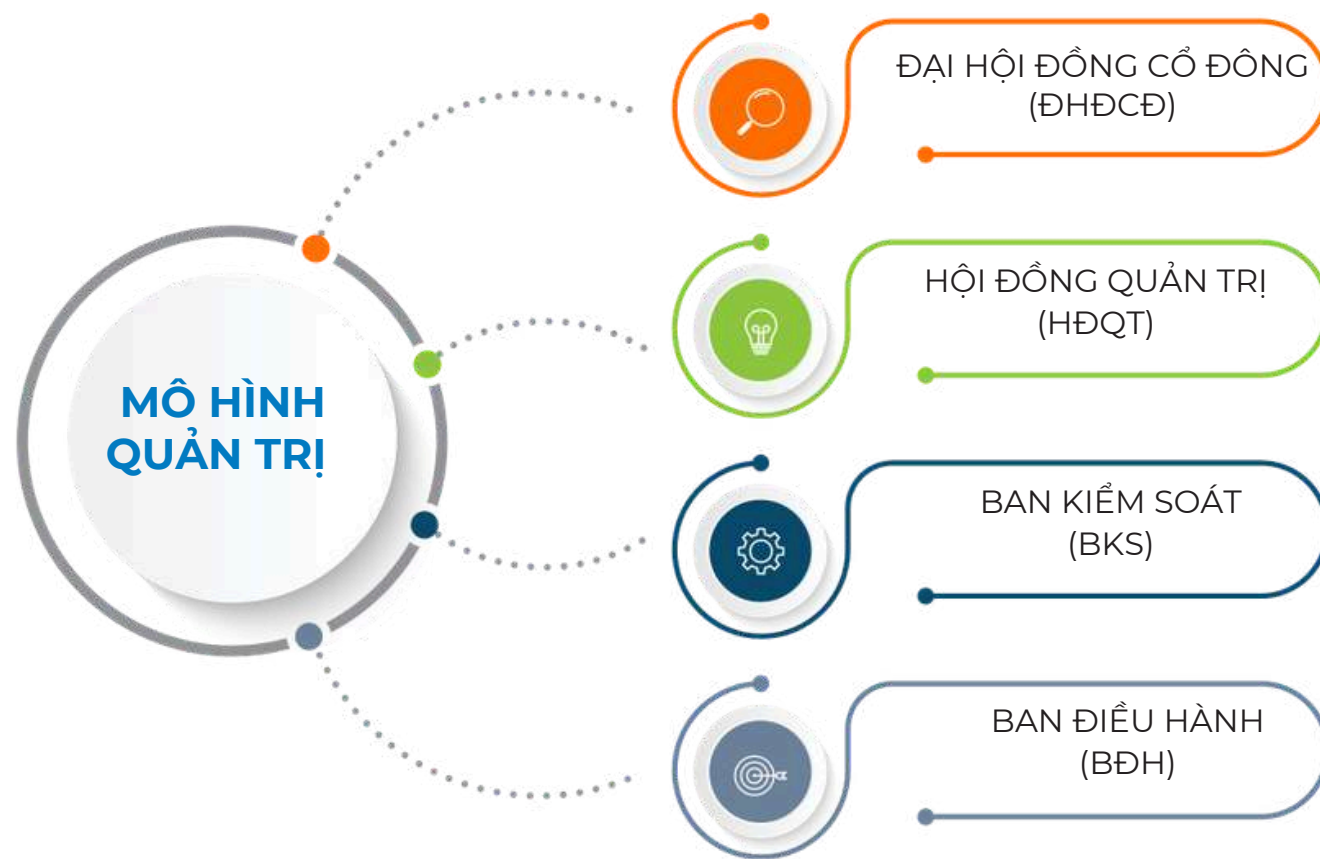 MÔ HÌNH
QUẢN TRỊ
ĐẠI HỘI ĐỒNG CỔ ĐÔNG
(ĐHĐCĐ)
HỘI ĐỒNG QUẢN TRỊ
(HĐQT)
BAN KIỂM SOÁT
(BKS)
BAN ĐIỀU HÀNH
(BĐH)